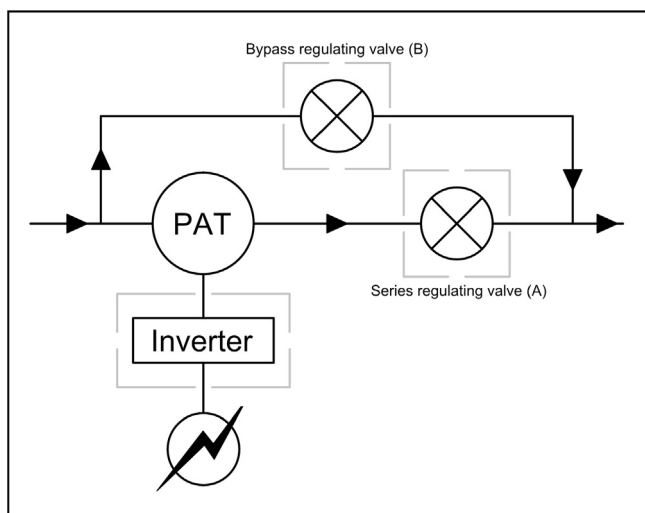 Bypass regulating valve (B)
PAT
Series regulating valve (A)
Inverter